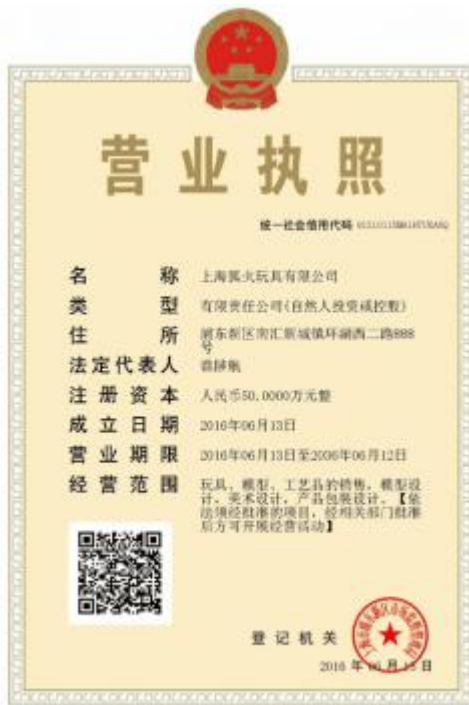 营业执照
统一社会信用代码
名称 上海狐火玩具有限公司
类型 有限责任公司(自然人投资或控股)
住所 浦东新区南汇新城镇环湖西二路888
号
法定代表人
注册资本 人民币50.0000万元整
成立日期 2016年06月13日
营业期限 2016年06月13日至2036年06月12日
经营范围 玩具、模型、工艺品的销售，模型设
计，美术设计，产品包装设计。【依
法须经批准的项目，经相关部门批准
后方可开展经营活动】
登记机关
2016 年 06 月 13 日